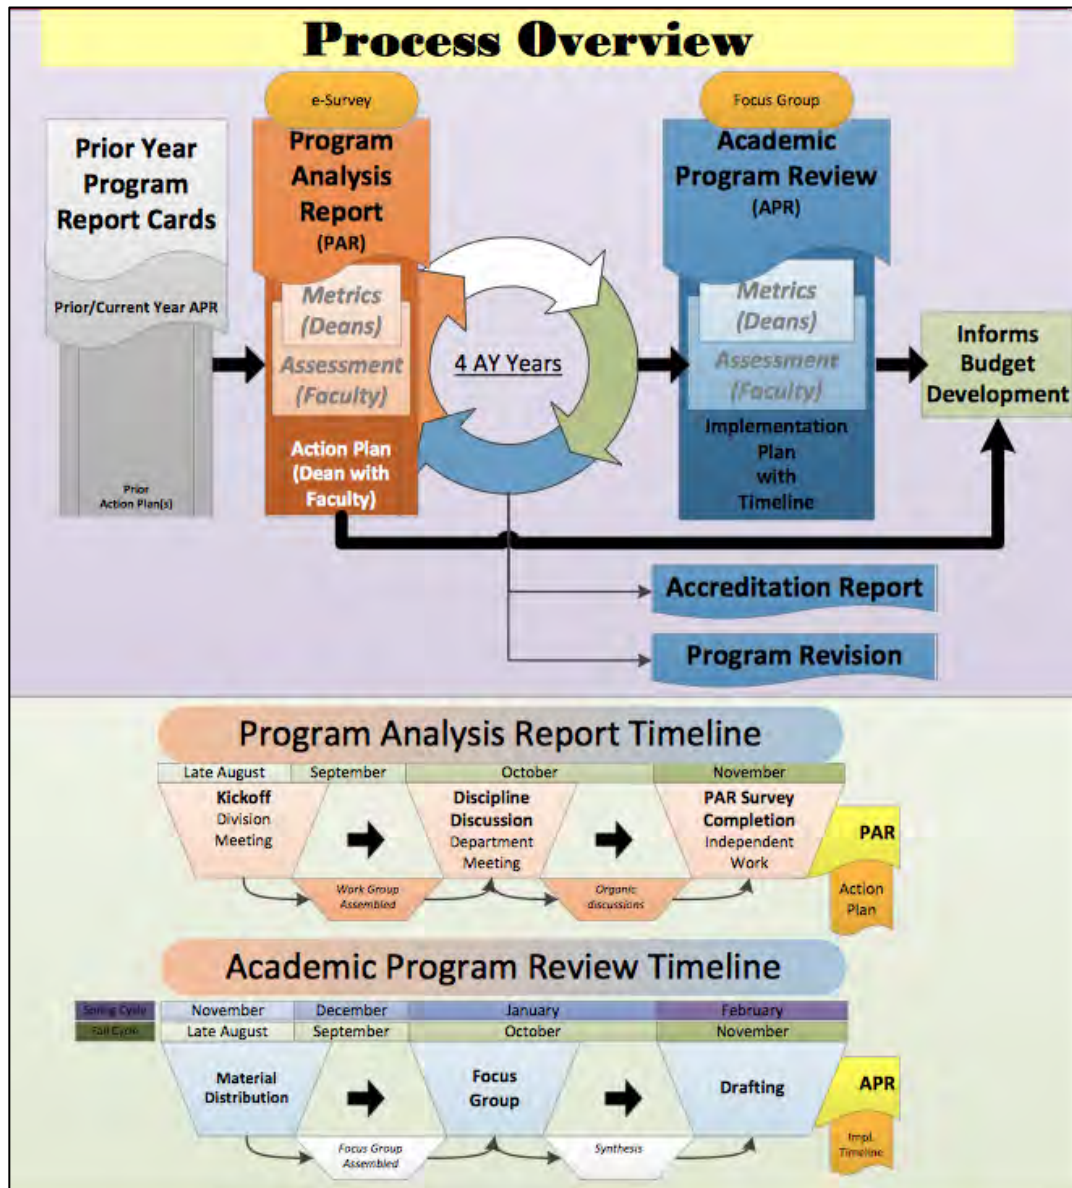 Process Overview
e-Survey
Focus Group
Prior Year
Program
Report Cards
Prior/Current Year APR
Prior
Action Plan(s)
Program
Analysis
Report
(PAR)
Metrics
(Deans)
Assessment
(Faculty)
Action Plan
(Dean with
Faculty)
4 AY Years
Academic
Program Review
(APR)
Metrics
(Deans)
Assessment
(Faculty)
Implementation
Plan
with
Timeline
Informs
Budget
Development
Accreditation Report
Program Revision
Program Analysis Report Timeline
Late August September October November
Kickoff
Division
Meeting
Work Group
Assembled
Discipline
Discussion
Department
Meeting
Organic
discussions
PAR Survey
Completion
Independent
Work
PAR
Action
Plan
Academic Program Review Timeline
Spring Cycle November December January February
Fall Cycle Late August September October November
Material
Distribution
Focus Group
Assembled
Focus
Group
Synthesis
Drafting
APR
Impl.
Timeline